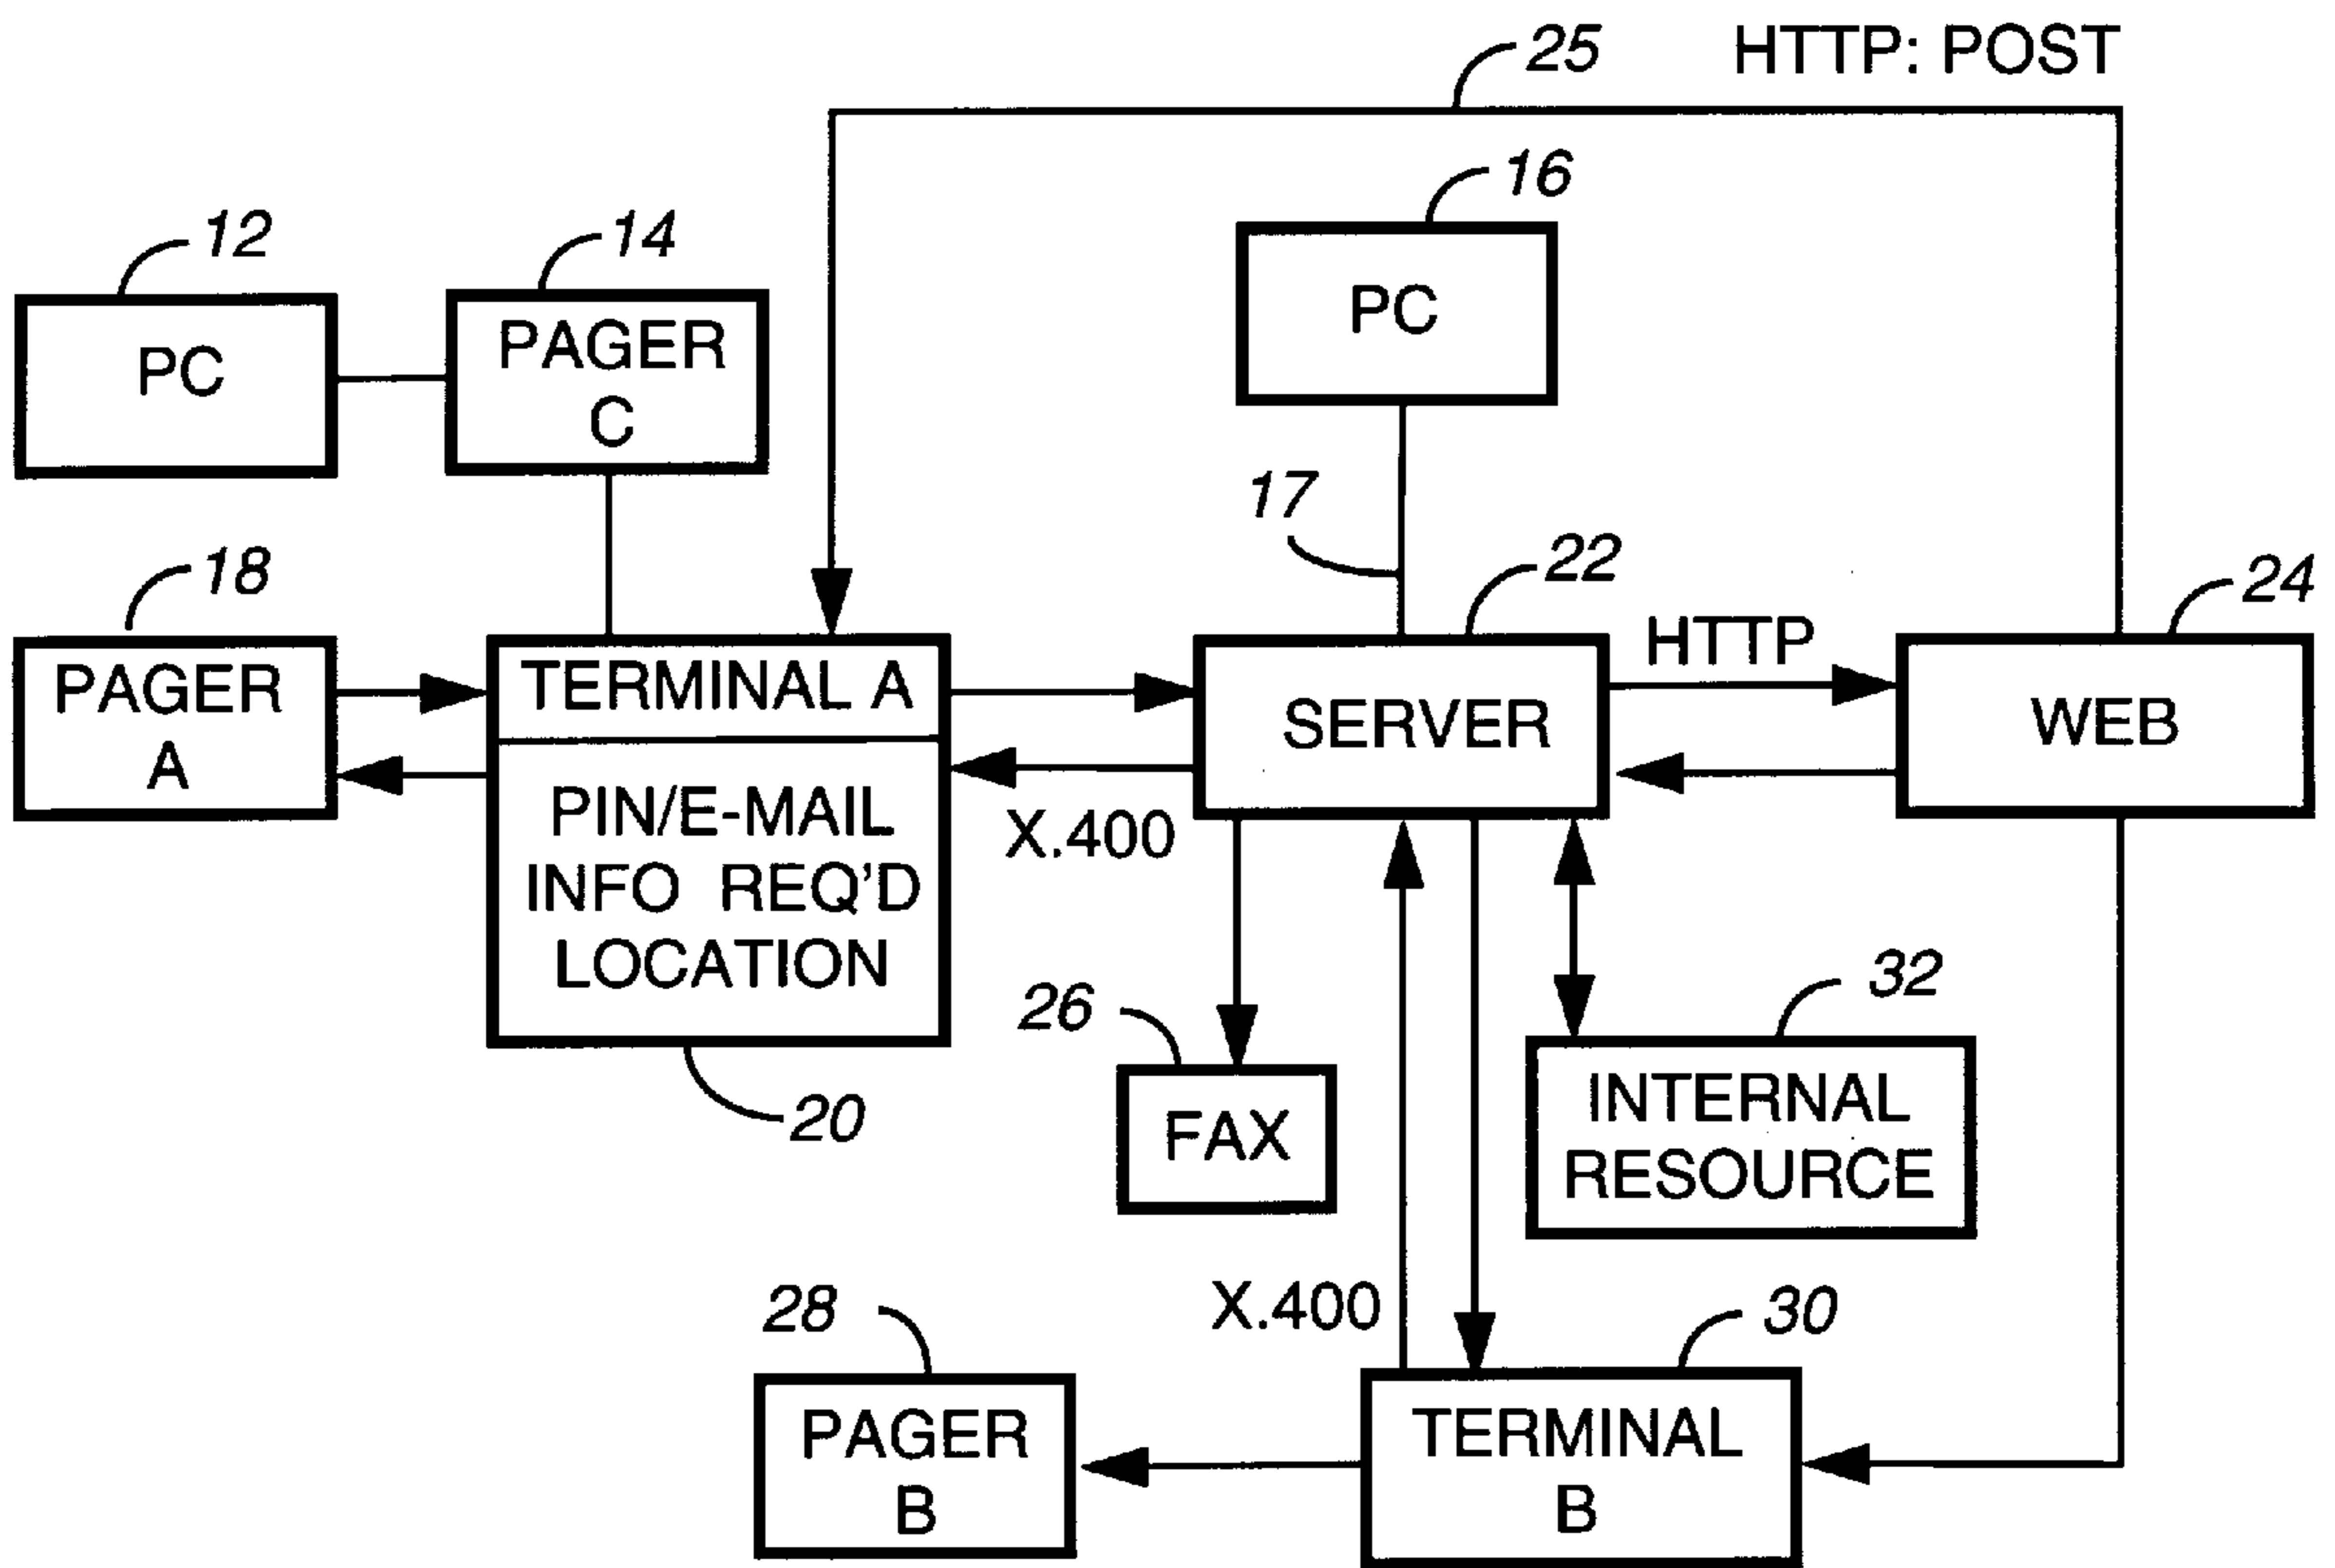 25
HTTP: POST
16
12
14
PC
PC
PAGER
C
17
18
22
24
PAGER
A
TERMINAL A
PIN/E-MAIL
INFO REQ'D
LOCATION
20
X.400
SERVER
HTTP
WEB
26
FAX
32
INTERNAL
RESOURCE
X.400
28
30
PAGER
B
TERMINAL
B